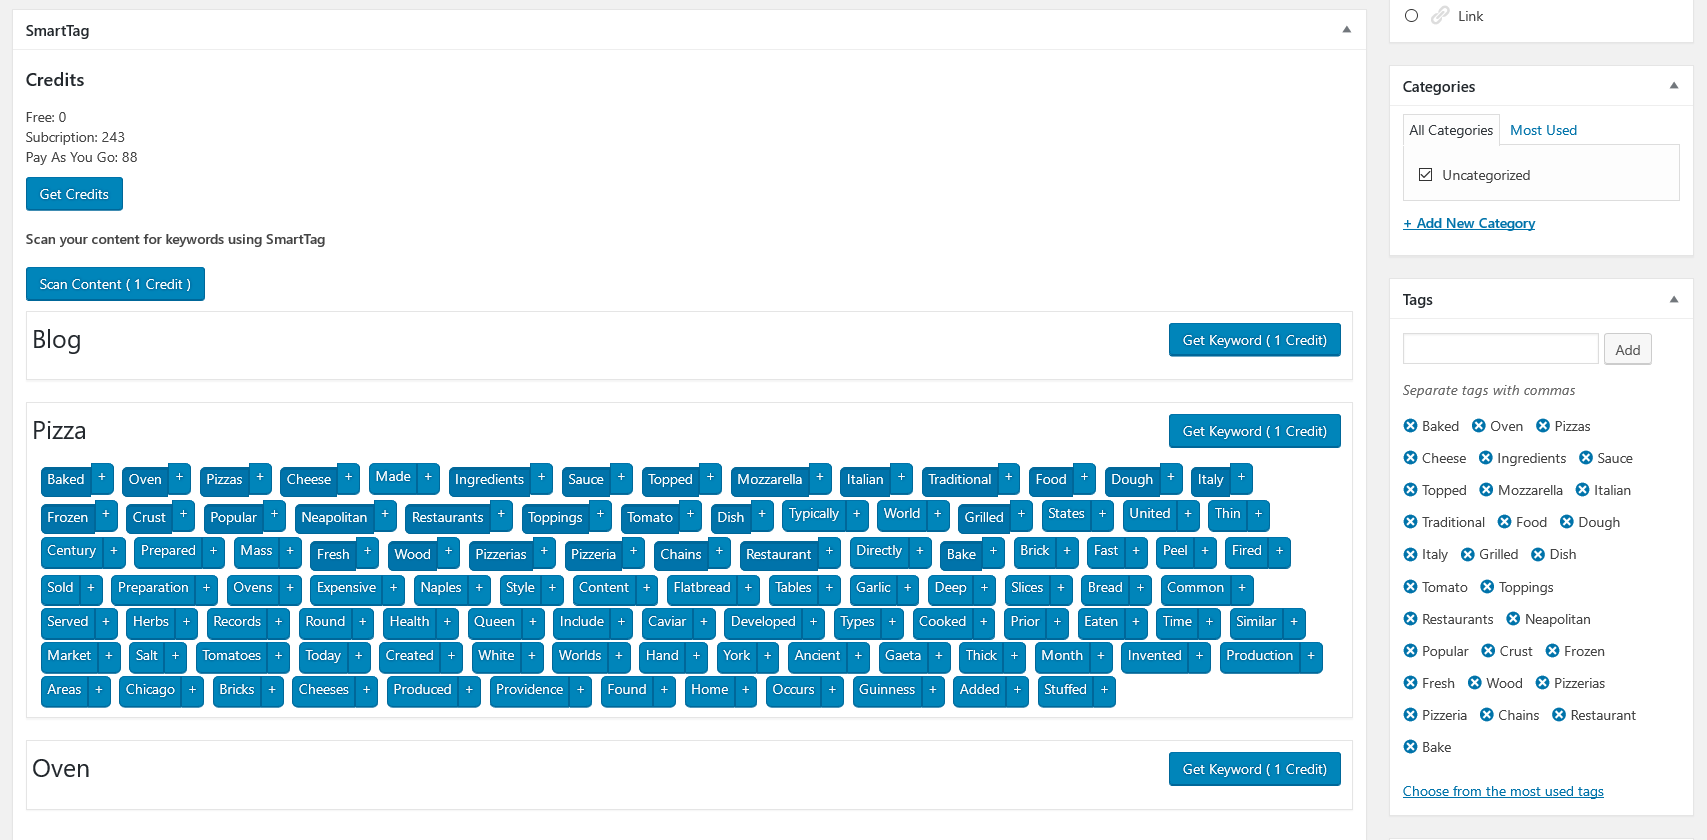 SmartTag
Credits
Free: 0
Subcription: 243
Pay As You Go: 88
Get Credits
Scan your content for keywords using SmartTag
Scan Content ( 1 Credit )
Blog
Get Keyword ( 1 Credit)
Pizza
Get Keyword ( 1 Credit)
Baked + Oven + Pizzas + Cheese + Made + Ingredients + Sauce + Topped + Mozzarella + Italian + Traditional + Food + Dough + Italy +
Frozen + Crust + Popular + Neapolitan + Restaurants + Toppings + Tomato + Dish + Typically + World + Grilled + States + United + Thin +
Century + Prepared + Mass + Fresh + Wood + Pizzerias + Pizzeria + Chains + Restaurant + Directly + Bake + Brick + Fast + Peel + Fired +
Sold + Preparation + Ovens + Expensive + Naples + Style + Content + Flatbread + Tables + Garlic + Deep + Slices + Bread + Common +
Served + Herbs + Records + Round + Health + Queen + Include + Caviar + Developed + Types + Cooked + Prior + Eaten + Time + Similar +
Market + Salt + Tomatoes + Today + Created + White + Worlds + Hand + York + Ancient + Gaeta + Thick + Month + Invented + Production +
Areas + Chicago + Bricks + Cheeses + Produced + Providence + Found + Home + Occurs + Guinness + Added + Stuffed +
Oven
Get Keyword ( 1 Credit)
Link
Categories
All Categories Most Used
Uncategorized
+ Add New Category
Tags
Add
Separate tags with commas
Baked Oven Pizzas
Cheese Ingredients Sauce
Topped Mozzarella Italian
Traditional Food Dough
Italy Grilled Dish
Tomato Toppings
Restaurants Neapolitan
Popular Crust Frozen
Fresh Wood Pizzerias
Pizzeria Chains Restaurant
Bake
Choose from the most used tags